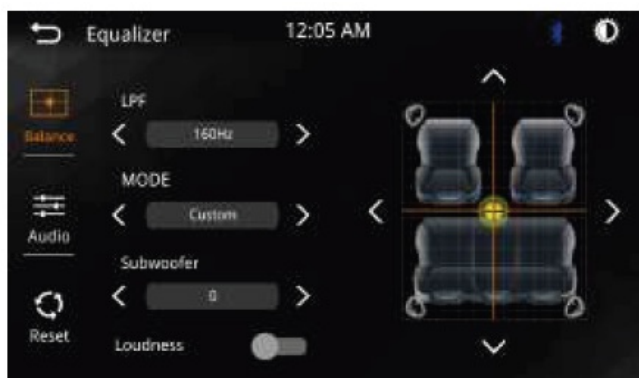 Equalizer 12:05 AM
LPF
Balance
160Hz
MODE
Custom
Audio
Subwoofer
0
Reset
Loudness